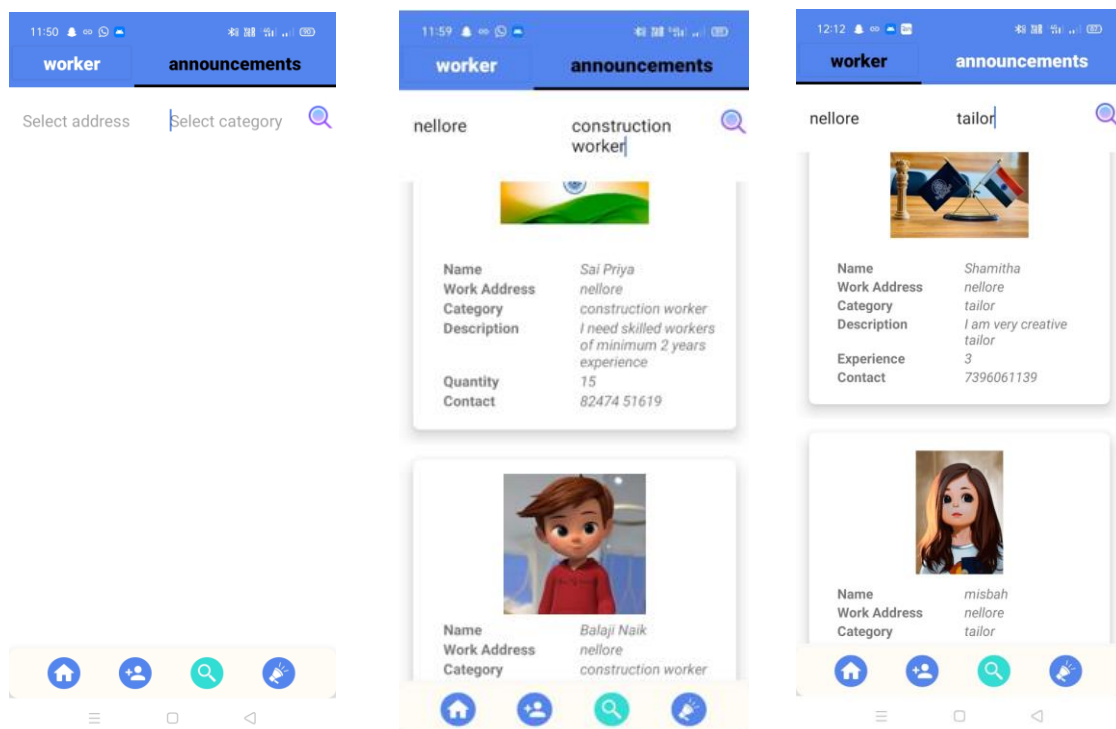 11:50
worker announcements
Select address Select category
11:59
worker announcements
nellore construction
worker
Name Sai Priya
Work Address nellore
Category construction worker
Description I need skilled workers
of minimum 2 years
experience
Quantity 15
Contact 82474 51619
Name Balaji Naik
Work Address nellore
Category construction worker
12:12
worker announcements
nellore tailor
Name Shamitha
Work Address nellore
Category tailor
Description I am very creative
tailor
Experience 3
Contact 7396061139
Name misbah
Work Address nellore
Category tailor